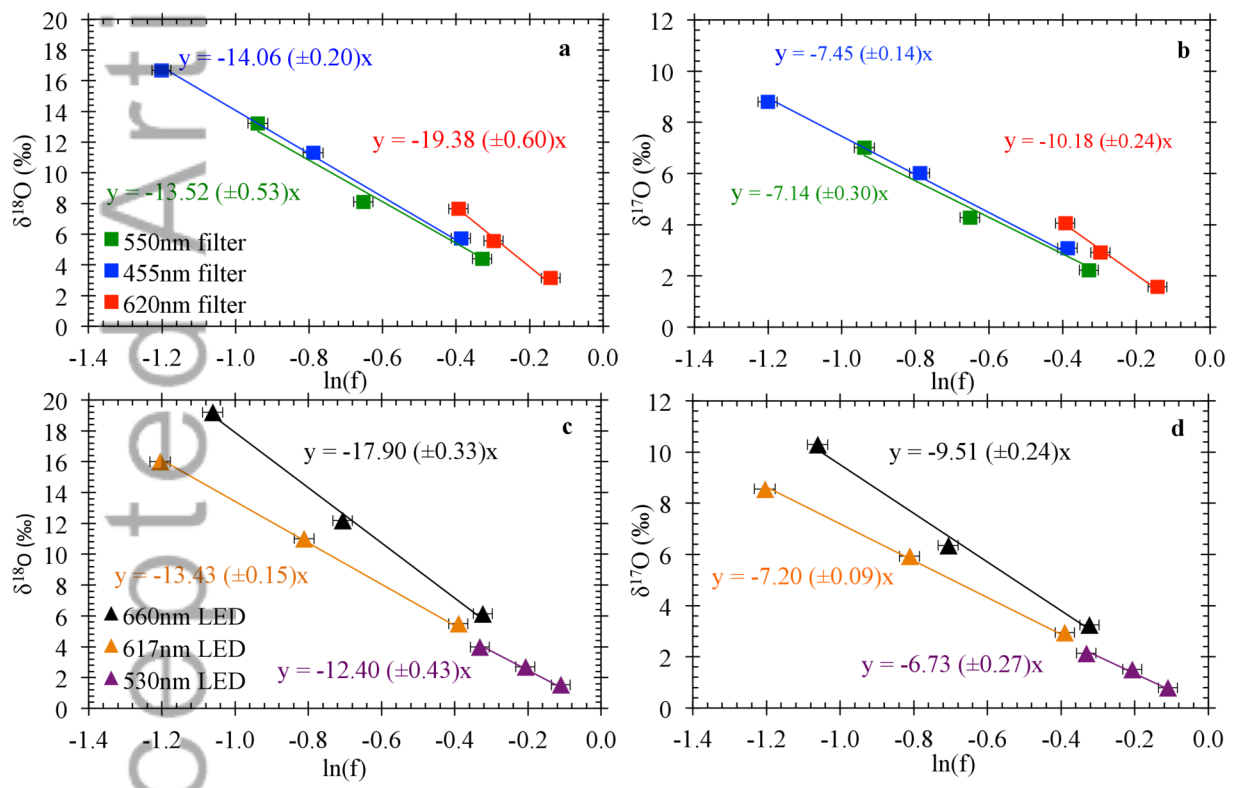 a
y = -14.06 (±0.20)x
y = -19.38 (±0.60)x
y = -13.52 (±0.53)x
550nm filter
455nm filter
620nm filter
δ¹⁸O (‰)
20
18
16
14
12
10
8
6
4
2
0
-1.4 -1.2 -1.0 -0.8 -0.6 -0.4 -0.2 0.0
ln(f)
b
y = -7.45 (±0.14)x
y = -10.18 (±0.24)x
y = -7.14 (±0.30)x
δ¹⁷O (‰)
12
10
8
6
4
2
0
-1.4 -1.2 -1.0 -0.8 -0.6 -0.4 -0.2 0.0
ln(f)
c
y = -17.90 (±0.33)x
y = -13.43 (±0.15)x
660nm LED
617nm LED
530nm LED
y = -12.40 (±0.43)x
δ¹⁸O (‰)
20
18
16
14
12
10
8
6
4
2
0
-1.4 -1.2 -1.0 -0.8 -0.6 -0.4 -0.2 0.0
ln(f)
d
y = -9.51 (±0.24)x
y = -7.20 (±0.09)x
y = -6.73 (±0.27)x
δ¹⁷O (‰)
12
10
8
6
4
2
0
-1.4 -1.2 -1.0 -0.8 -0.6 -0.4 -0.2 0.0
ln(f)
cepted Arti